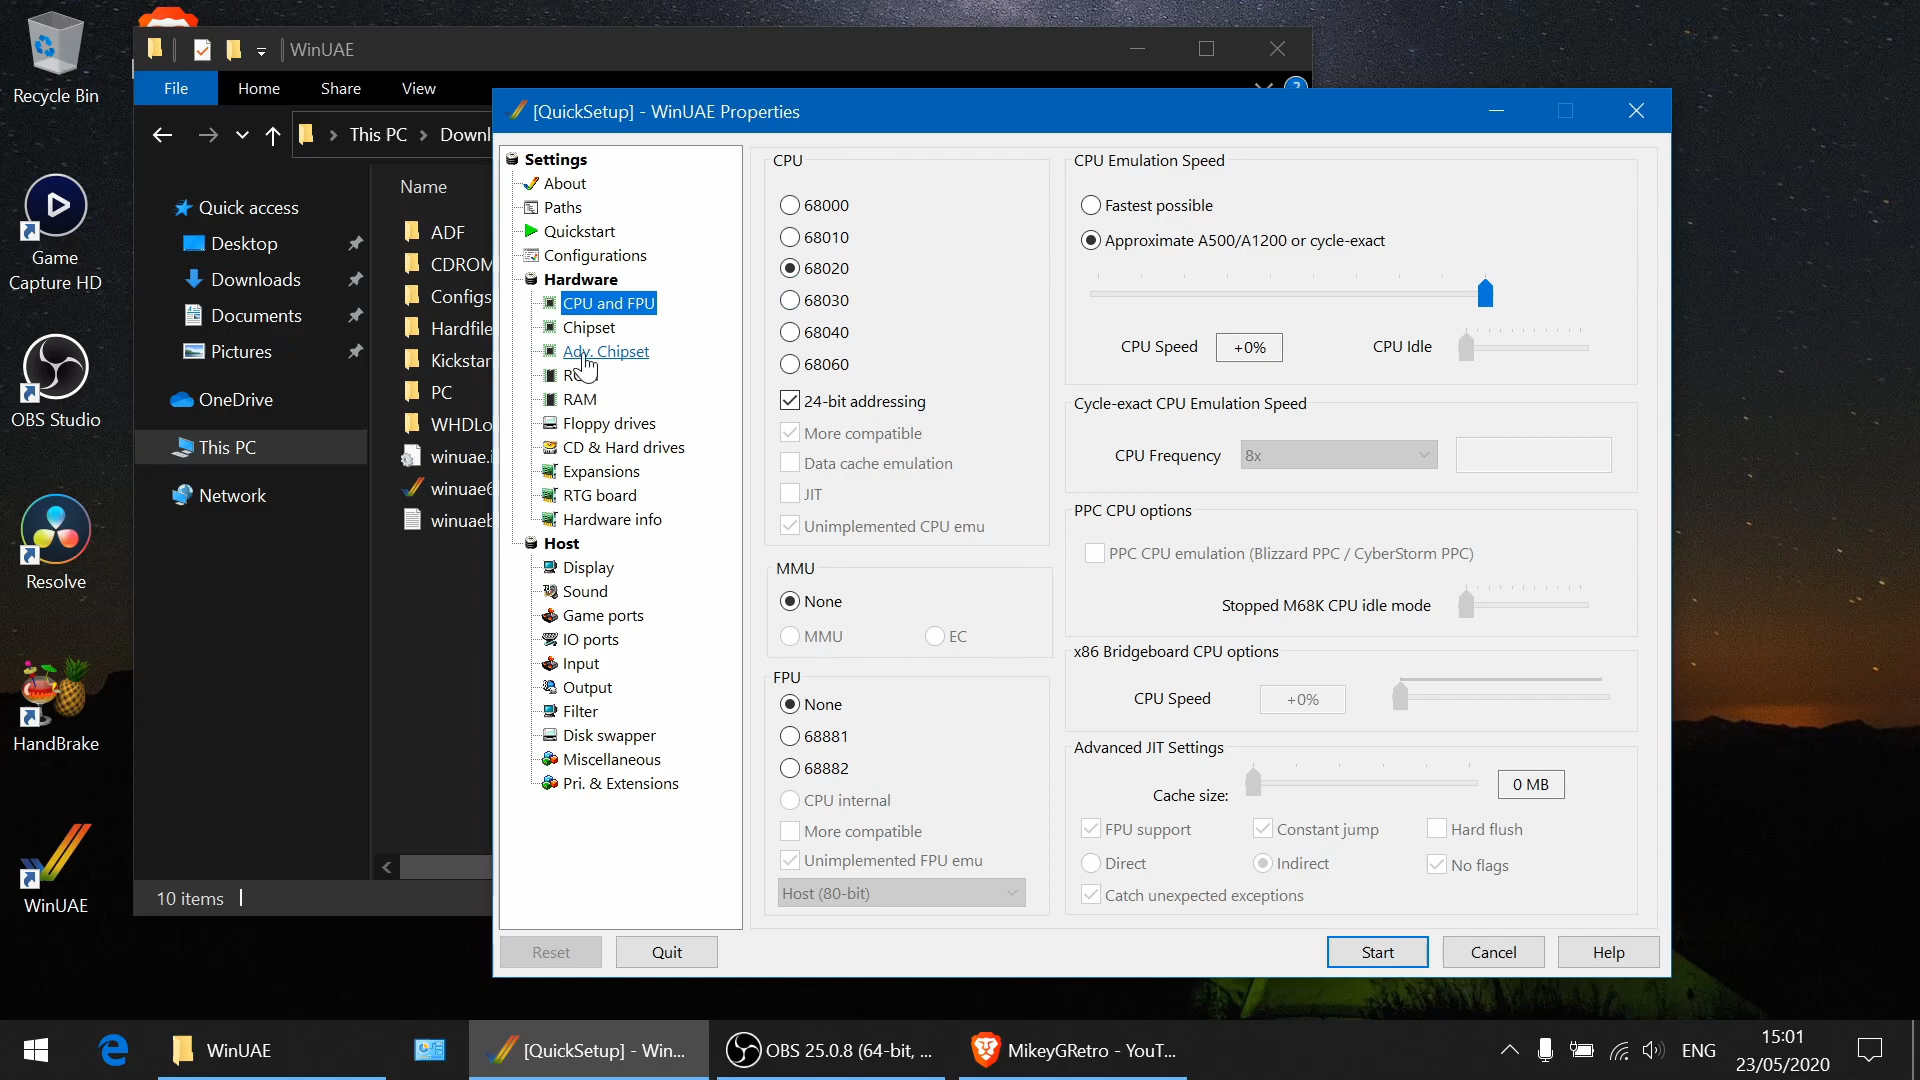 Recycle Bin
Game
Capture HD
OBS Studio
Resolve
HandBrake
WinUAE
WinUAE
File
Home
Share
View
This PC
Downl
Quick access
Desktop
Downloads
Documents
Pictures
OneDrive
This PC
Network
Name
ADF
CDROM
Configs
Hardfile
Kickstar
PC
WHDLo
winuae.i
winuae6
winuaeb
10 items
[QuickSetup] - WinUAE Properties
Settings
About
Paths
Quickstart
Configurations
Hardware
CPU and FPU
Chipset
Adv. Chipset
RAM
Floppy drives
CD & Hard drives
Expansions
RTG board
Hardware info
Host
Display
Sound
Game ports
IO ports
Input
Output
Filter
Disk swapper
Miscellaneous
Pri. & Extensions
CPU
68000
68010
68020
68030
68040
68060
24-bit addressing
More compatible
Data cache emulation
JIT
Unimplemented CPU emu
MMU
None
MMU
EC
FPU
None
68881
68882
CPU internal
More compatible
Unimplemented FPU emu
Host (80-bit)
CPU Emulation Speed
Fastest possible
Approximate A500/A1200 or cycle-exact
CPU Speed
+0%
CPU Idle
Cycle-exact CPU Emulation Speed
CPU Frequency
8x
PPC CPU options
PPC CPU emulation (Blizzard PPC / CyberStorm PPC)
Stopped M68K CPU idle mode
x86 Bridgeboard CPU options
CPU Speed
+0%
Advanced JIT Settings
Cache size:
0 MB
FPU support
Constant jump
Hard flush
Direct
Indirect
No flags
Catch unexpected exceptions
Reset
Quit
Start
Cancel
Help
WinUAE
[QuickSetup] - Win...
OBS 25.0.8 (64-bit, ...
MikeyGRetro - YouT...
ENG
15:01
23/05/2020